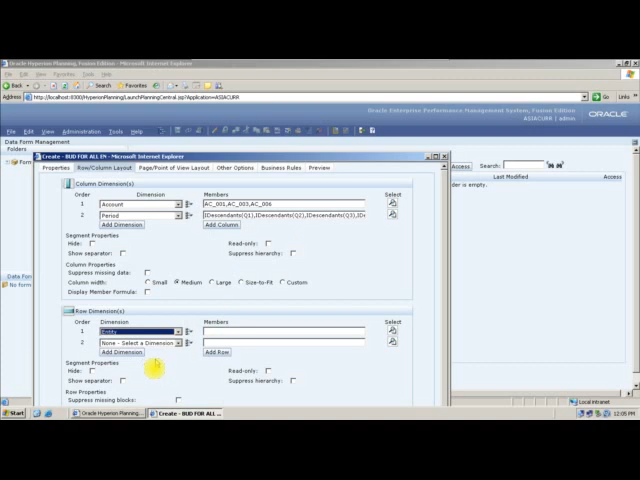 Oracle Hyperion Planning, Fusion Edition - Microsoft Internet Explorer
File Edit View Favorites Tools Help
Back Search Favorites
Address http://localhost:8300/HyperionPlanning/LaunchPlanningCentral.jsp?Application=ASIACURR Go Links
Oracle Enterprise Performance Management System, Fusion Edition
ASIACURR | admin ORACLE
File Edit View Administration Tools Help
Data Form Management
Folders
Form
Access Search:
Last Modified Access
der is empty.
Data Form
No form
Create - BUD FOR ALL EN - Microsoft Internet Explorer
Properties Row/Column Layout Page/Point of View Layout Other Options Business Rules Preview
Column Dimension(s)
Order Dimension Members Select
1 Account AC_001,AC_003,AC_006
2 Period IDescendants(Q1),IDescendants(Q2),IDescendants(Q3),IDe
Add Dimension Add Column
Segment Properties
Hide: Read-only:
Show separator: Suppress hierarchy:
Column Properties
Suppress missing data:
Column width: Small Medium Large Size-to-Fit Custom
Display Member Formula:
Row Dimension(s)
Order Dimension Members Select
1 Entity
2 None - Select a Dimension
Add Dimension Add Row
Segment Properties
Hide: Read-only:
Show separator: Suppress hierarchy:
Row Properties
Suppress missing blocks:
Local intranet
Start Oracle Hyperion Planning... Create - BUD FOR ALL ... 12:05 PM